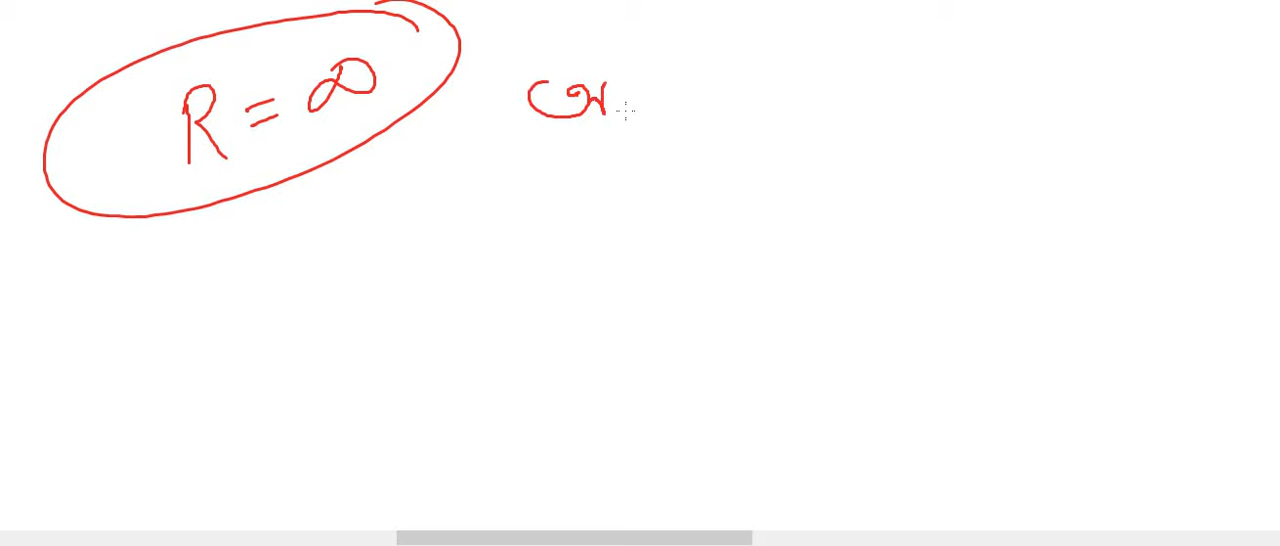 R = ∞